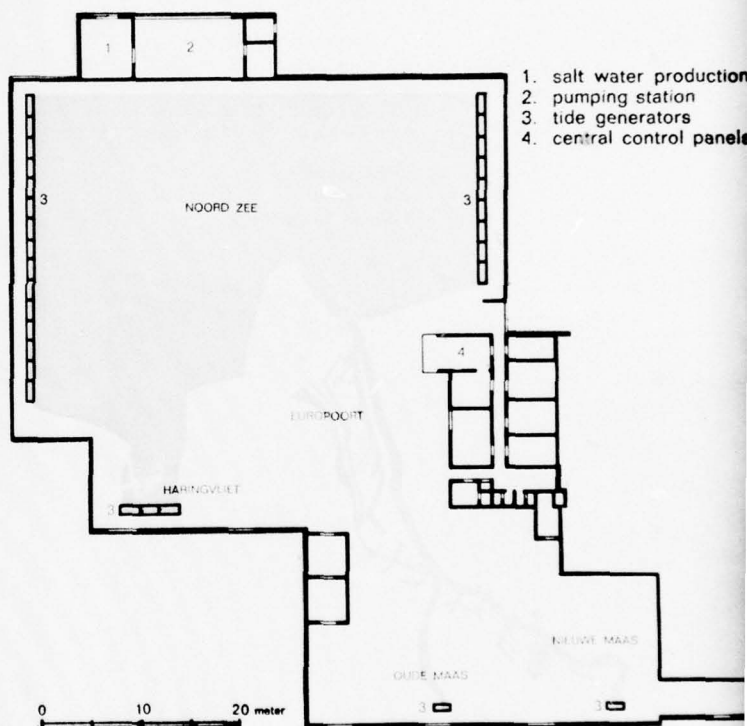 1
2
1. salt water production
2. pumping station
3. tide generators
4. central control panels
3
NOORD ZEE
3
4
EUROPOORT
HARINGVLIET
3
NIEUWE MAAS
OUDE MAAS
3
3
0 10 20 meter